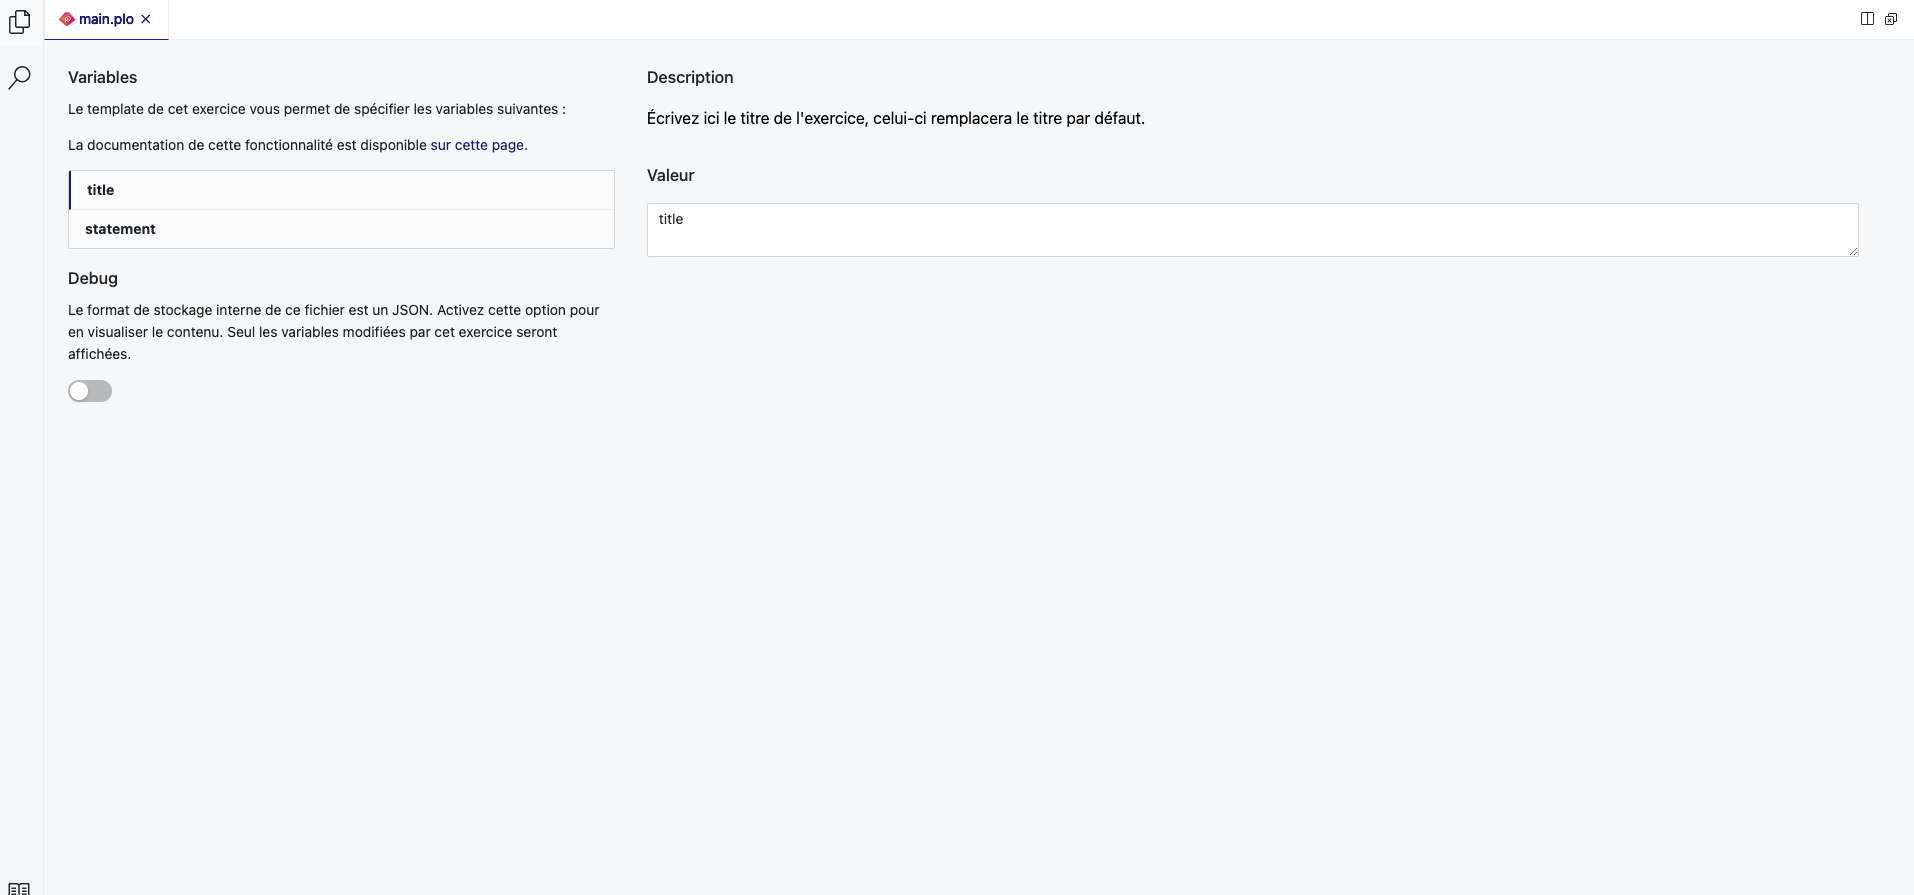 main.plo
Variables
Le template de cet exercice vous permet de spécifier les variables suivantes :
La documentation de cette fonctionnalité est disponible sur cette page.
title
statement
Debug
Le format de stockage interne de ce fichier est un JSON. Activez cette option pour
en visualiser le contenu. Seul les variables modifiées par cet exercice seront
affichées.
Description
Écrivez ici le titre de l'exercice, celui-ci remplacera le titre par défaut.
Valeur
title